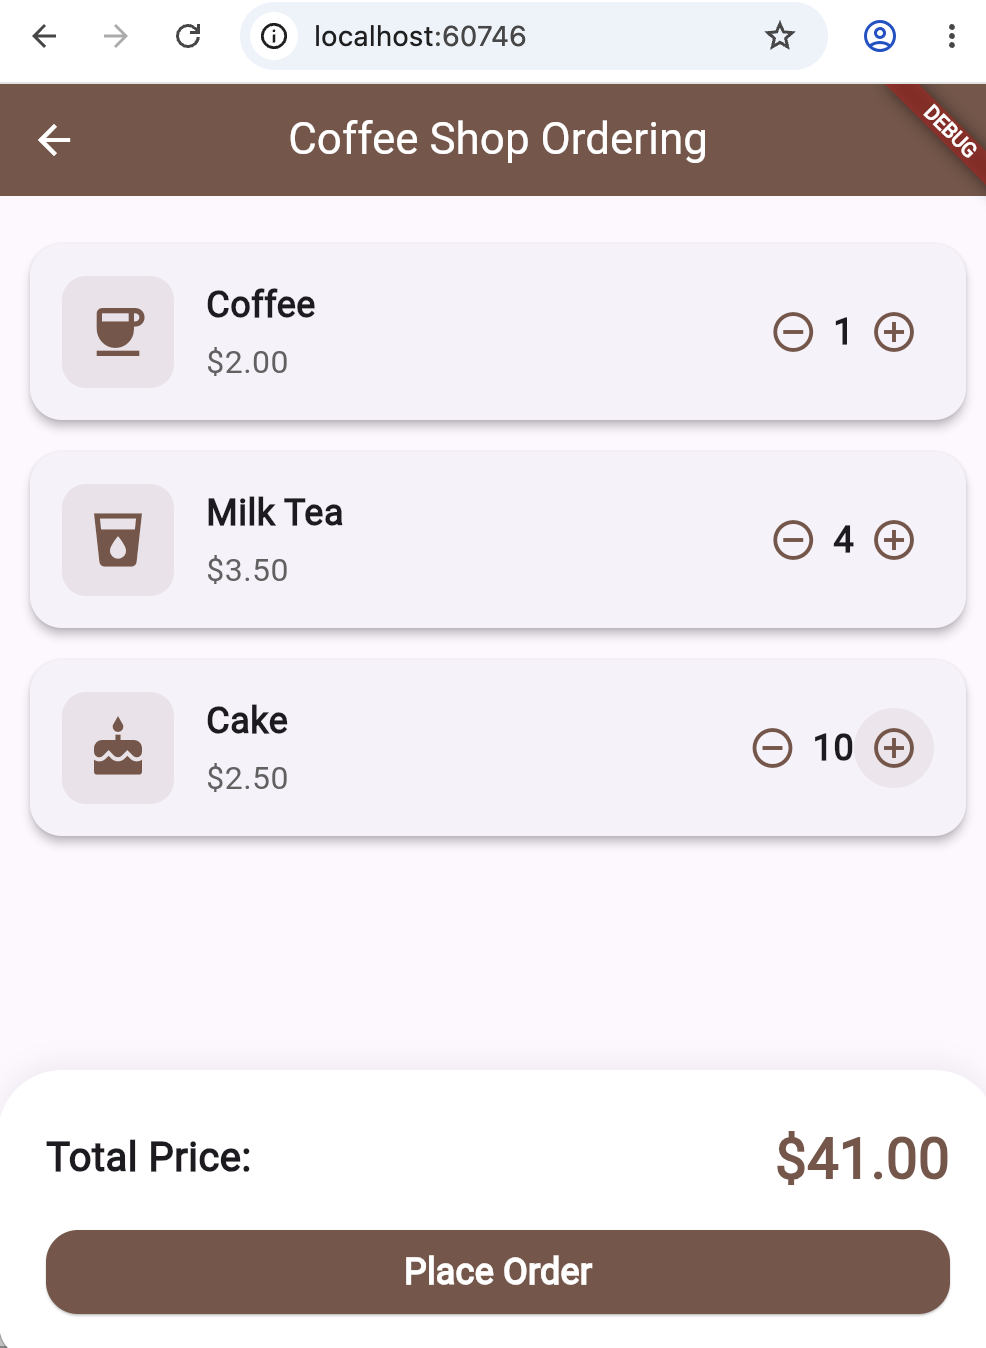 localhost:60746
Coffee Shop Ordering
DEBUG
Coffee
$2.00
1
Milk Tea
$3.50
4
Cake
$2.50
10
Total Price:
$41.00
Place Order